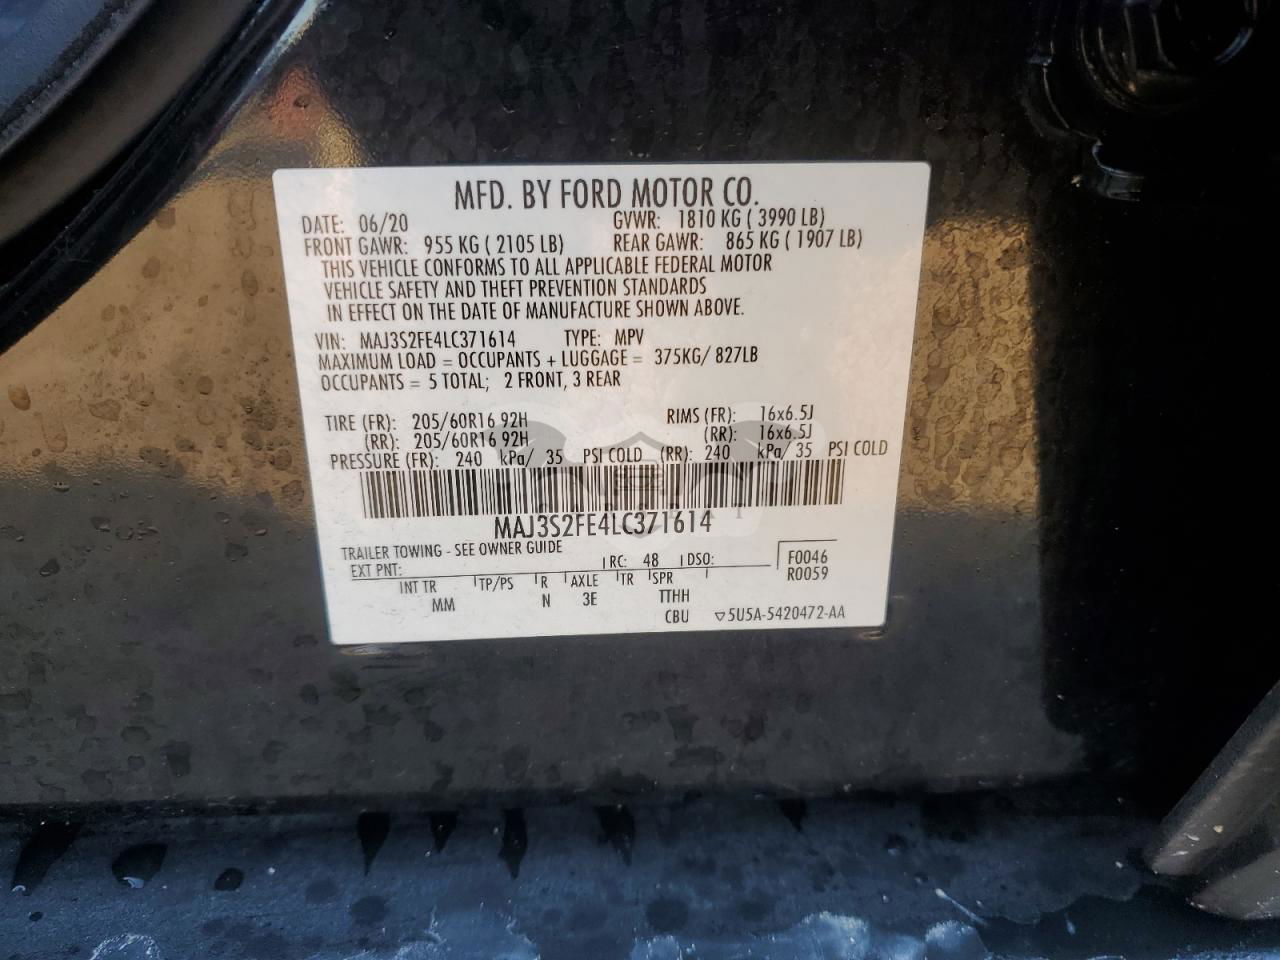 MFD. BY FORD MOTOR CO.
DATE: 06/20 GVWR: 1810 KG ( 3990 LB)
FRONT GAWR: 955 KG ( 2105 LB) REAR GAWR: 865 KG ( 1907 LB)
THIS VEHICLE CONFORMS TO ALL APPLICABLE FEDERAL MOTOR
VEHICLE SAFETY AND THEFT PREVENTION STANDARDS
IN EFFECT ON THE DATE OF MANUFACTURE SHOWN ABOVE.
VIN: MAJ3S2FE4LC371614 TYPE: MPV
MAXIMUM LOAD = OCCUPANTS + LUGGAGE = 375KG/ 827LB
OCCUPANTS = 5 TOTAL; 2 FRONT, 3 REAR
TIRE (FR): 205/60R16 92H RIMS (FR): 16x6.5J
(RR): 205/60R16 92H (RR): 16x6.5J
PRESSURE (FR): 240 kPa/ 35 PSI COLD (RR): 240 kPa/ 35 PSI COLD
MAJ3S2FE4LC371614
TRAILER TOWING - SEE OWNER GUIDE
EXT PNT: RC: 48 DSO: F0046
R0059
INT TR TP/PS R AXLE TR SPR
MM N 3E TTHH
CBU ▽5U5A-5420472-AA